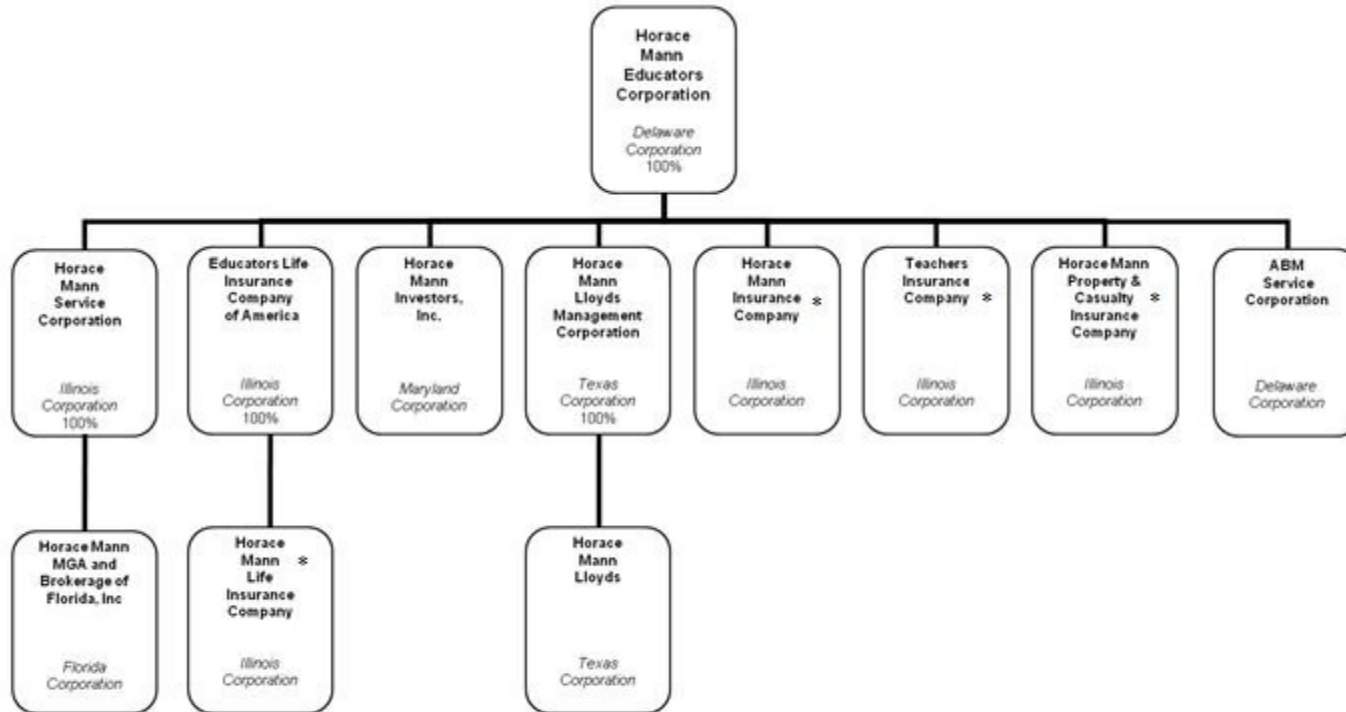 Horace
Mann
Educators
Corporation
Delaware
Corporation
100%
Horace
Mann
Service
Corporation
Illinois
Corporation
100%
Educators Life
Insurance
Company
of America
Illinois
Corporation
100%
Horace
Mann
Investors,
Inc.
Maryland
Corporation
Horace
Mann
Lloyds
Management
Corporation
Texas
Corporation
100%
Horace
Mann
Insurance *
Company
Illinois
Corporation
Teachers
Insurance
Company *
Illinois
Corporation
Horace Mann
Property &
Casualty *
Insurance
Company
Illinois
Corporation
ABM
Service
Corporation
Delaware
Corporation
Horace Mann
MGA and
Brokerage of
Florida, Inc
Florida
Corporation
Horace
Mann *
Life
Insurance
Company
Illinois
Corporation
Horace
Mann
Lloyds
Texas
Corporation